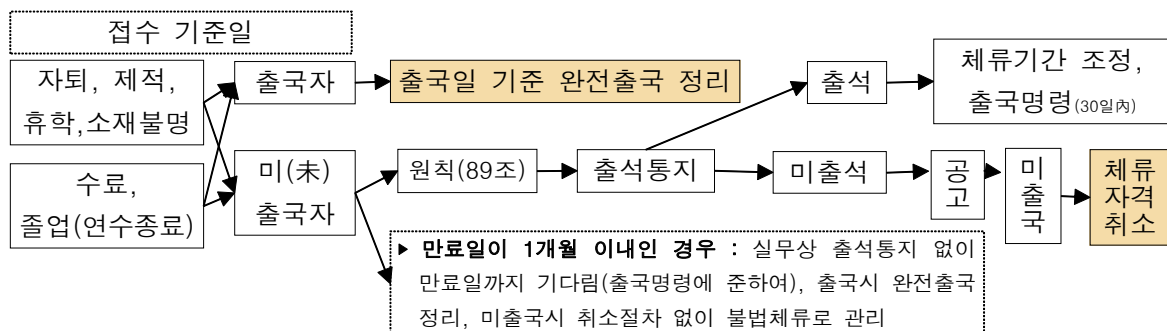 접수 기준일
자퇴, 제적,
휴학,소재불명
출국자
출국일 기준 완전출국 정리
출석
체류기간 조정,
출국명령(30일內)
수료,
졸업(연수종료)
미(未)
출국자
원칙(89조)
출석통지
미출석
공
고
미
출
국
체류
자격
취소
▶ 만료일이 1개월 이내인 경우 : 실무상 출석통지 없이
만료일까지 기다림(출국명령에 준하여), 출국시 완전출국
정리, 미출국시 취소절차 없이 불법체류로 관리